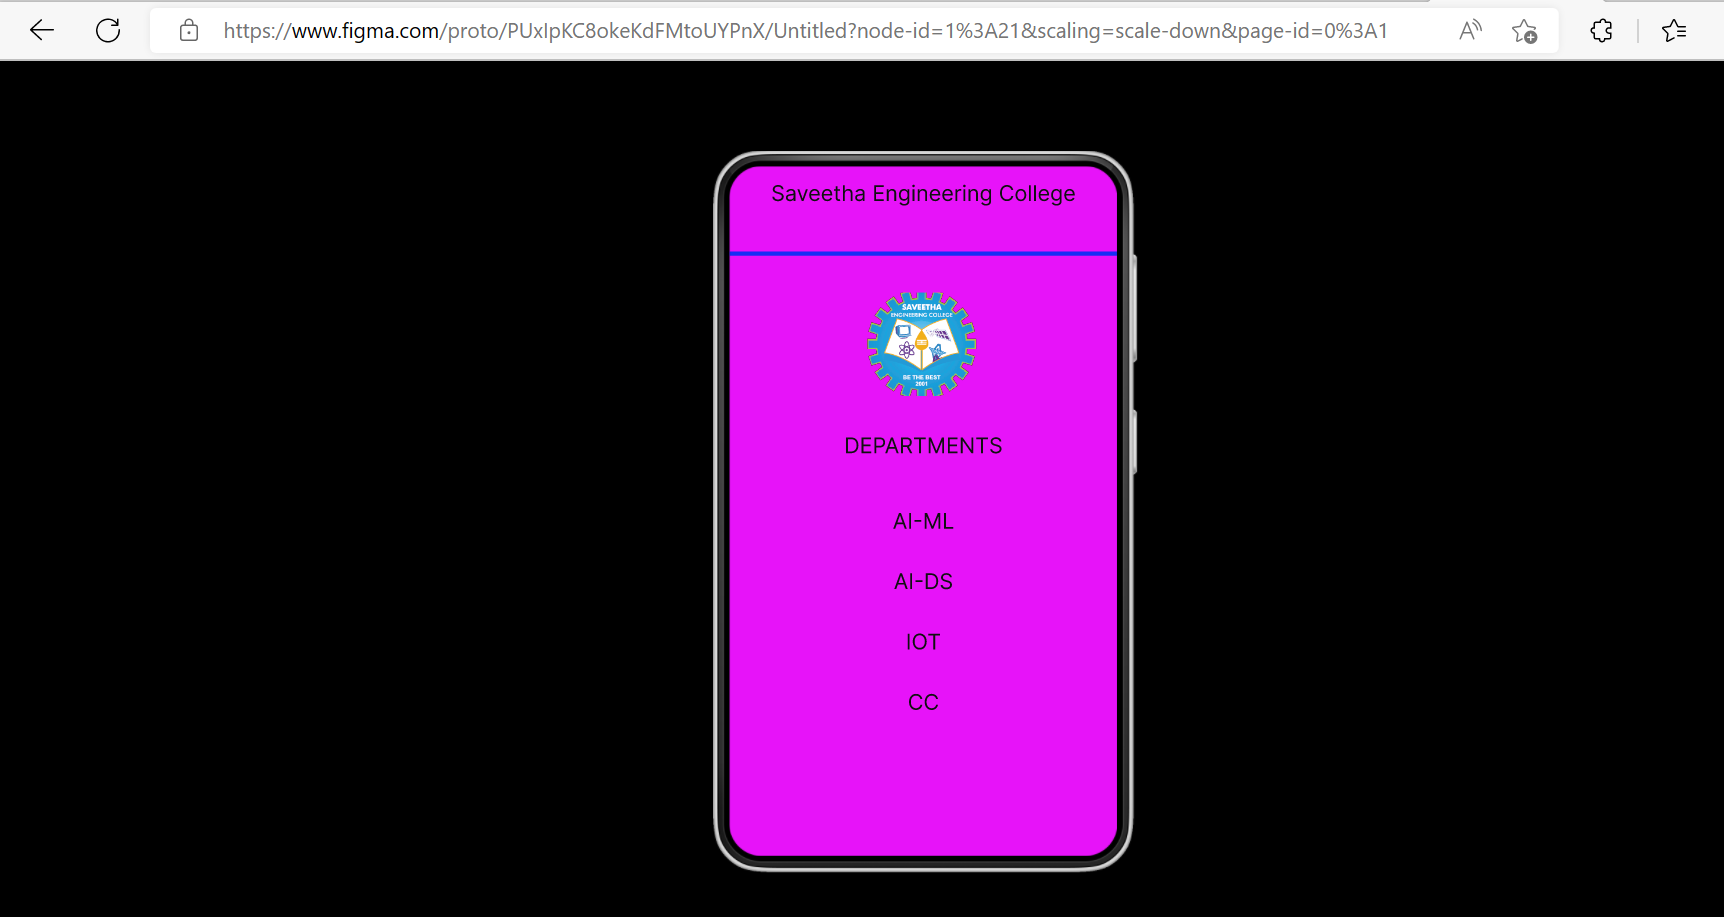 https://www.figma.com/proto/PUxIpKC8okeKdFMtoUYPnX/Untitled?node-id=1%3A21&scaling=scale-down&page-id=0%3A1
Saveetha Engineering College
SAVEETHA
ENGINEERING COLLEGE
BE THE BEST
2001
DEPARTMENTS
AI-ML
AI-DS
IOT
CC